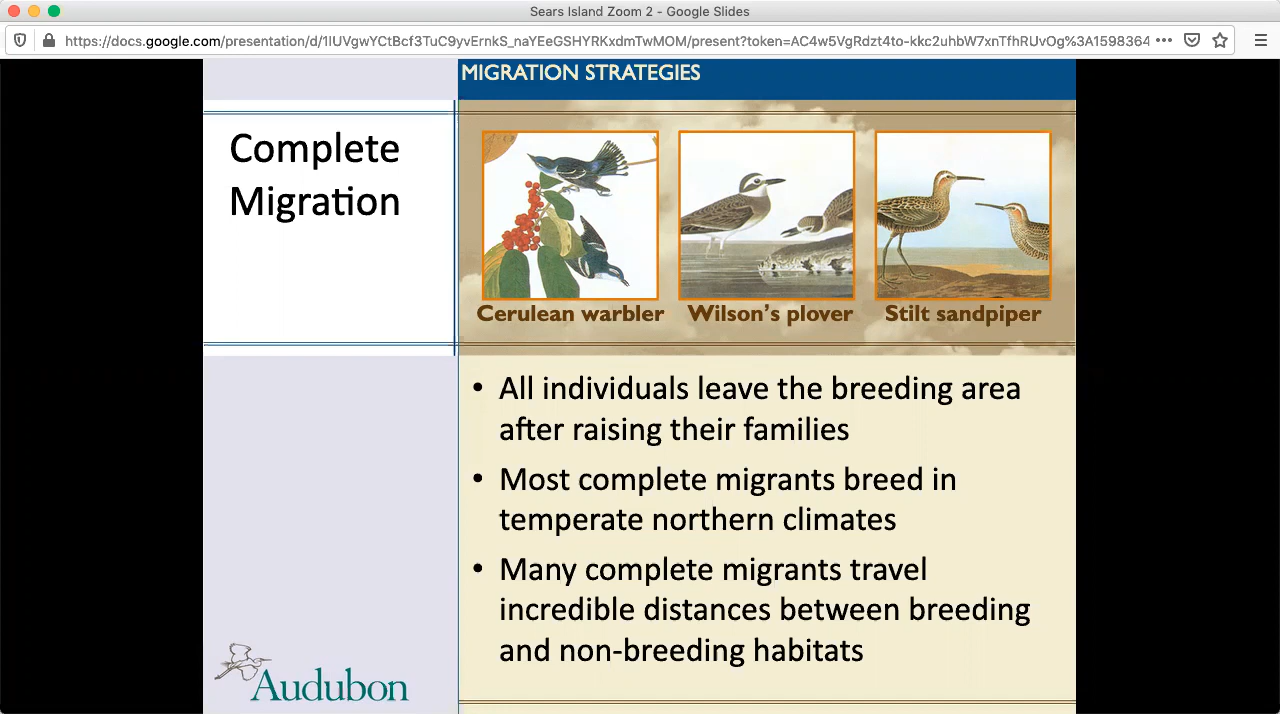 Sears Island Zoom 2 - Google Slides
https://docs.google.com/presentation/d/1IUVgwYCtBcf3TuC9yvErnkS_naYEeGSHYRKxdmTwMOM/present?token=AC4w5VgRdzt4to-kkc2uhbW7xnTfhRUvOg%3A1598364
MIGRATION STRATEGIES
Complete
Migration
Cerulean warbler Wilson's plover Stilt sandpiper
• All individuals leave the breeding area
after raising their families
• Most complete migrants breed in
temperate northern climates
• Many complete migrants travel
incredible distances between breeding
and non-breeding habitats
Audubon